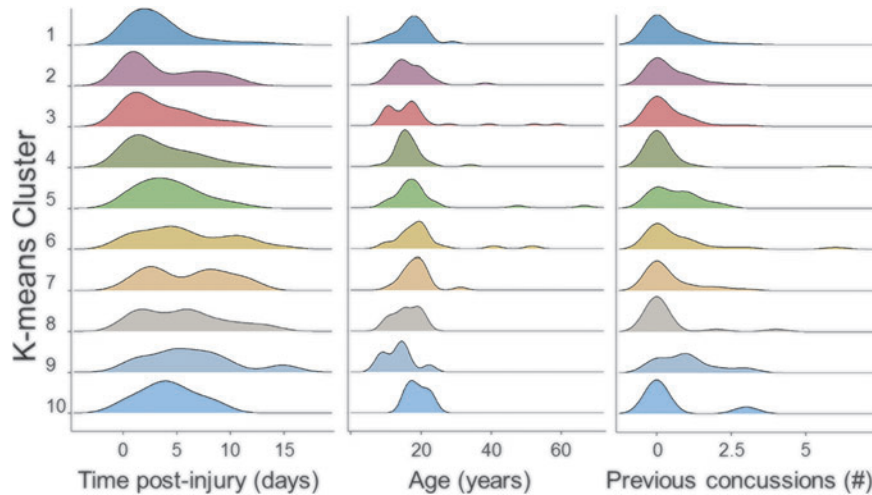 K-means Cluster
1
2
3
4
5
6
7
8
9
10
0 5 10 15
20 40 60
0 2.5 5
Time post-injury (days)
Age (years)
Previous concussions (#)